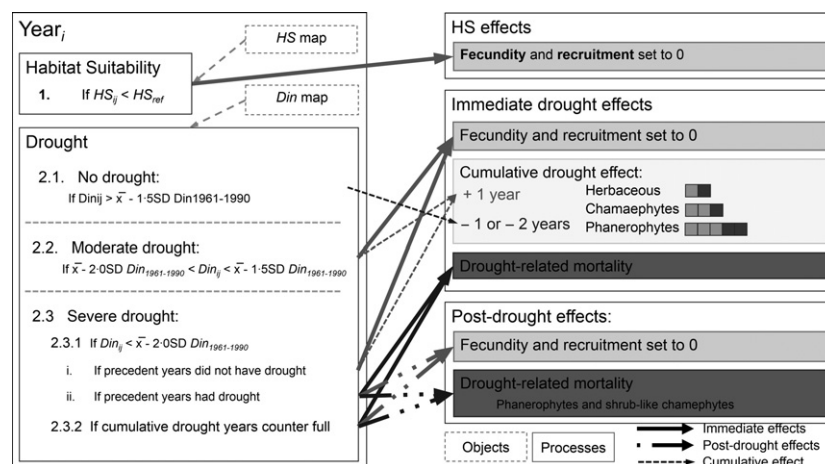 Year i
HS map
Habitat Suitability
1. If HSij < HSref
Din map
Drought
2.1. No drought:
If Dinij > x̄ - 1·5SD Din1961-1990
2.2. Moderate drought:
If x̄ - 2·0SD Din1961-1990 < Dinij < x̄ - 1·5SD Din1961-1990
2.3 Severe drought:
2.3.1 If Dinij < x̄ - 2·0SD Din1961-1990
i. If precedent years did not have drought
ii. If precedent years had drought
2.3.2 If cumulative drought years counter full
HS effects
Fecundity and recruitment set to 0
Immediate drought effects
Fecundity and recruitment set to 0
Cumulative drought effect:
+ 1 year
– 1 or – 2 years
Herbaceous
Chamaephytes
Phanerophytes
Drought-related mortality
Post-drought effects:
Fecundity and recruitment set to 0
Drought-related mortality
Phanerophytes and shrub-like chamephytes
Objects
Processes
Immediate effects
Post-drought effects
Cumulative effect